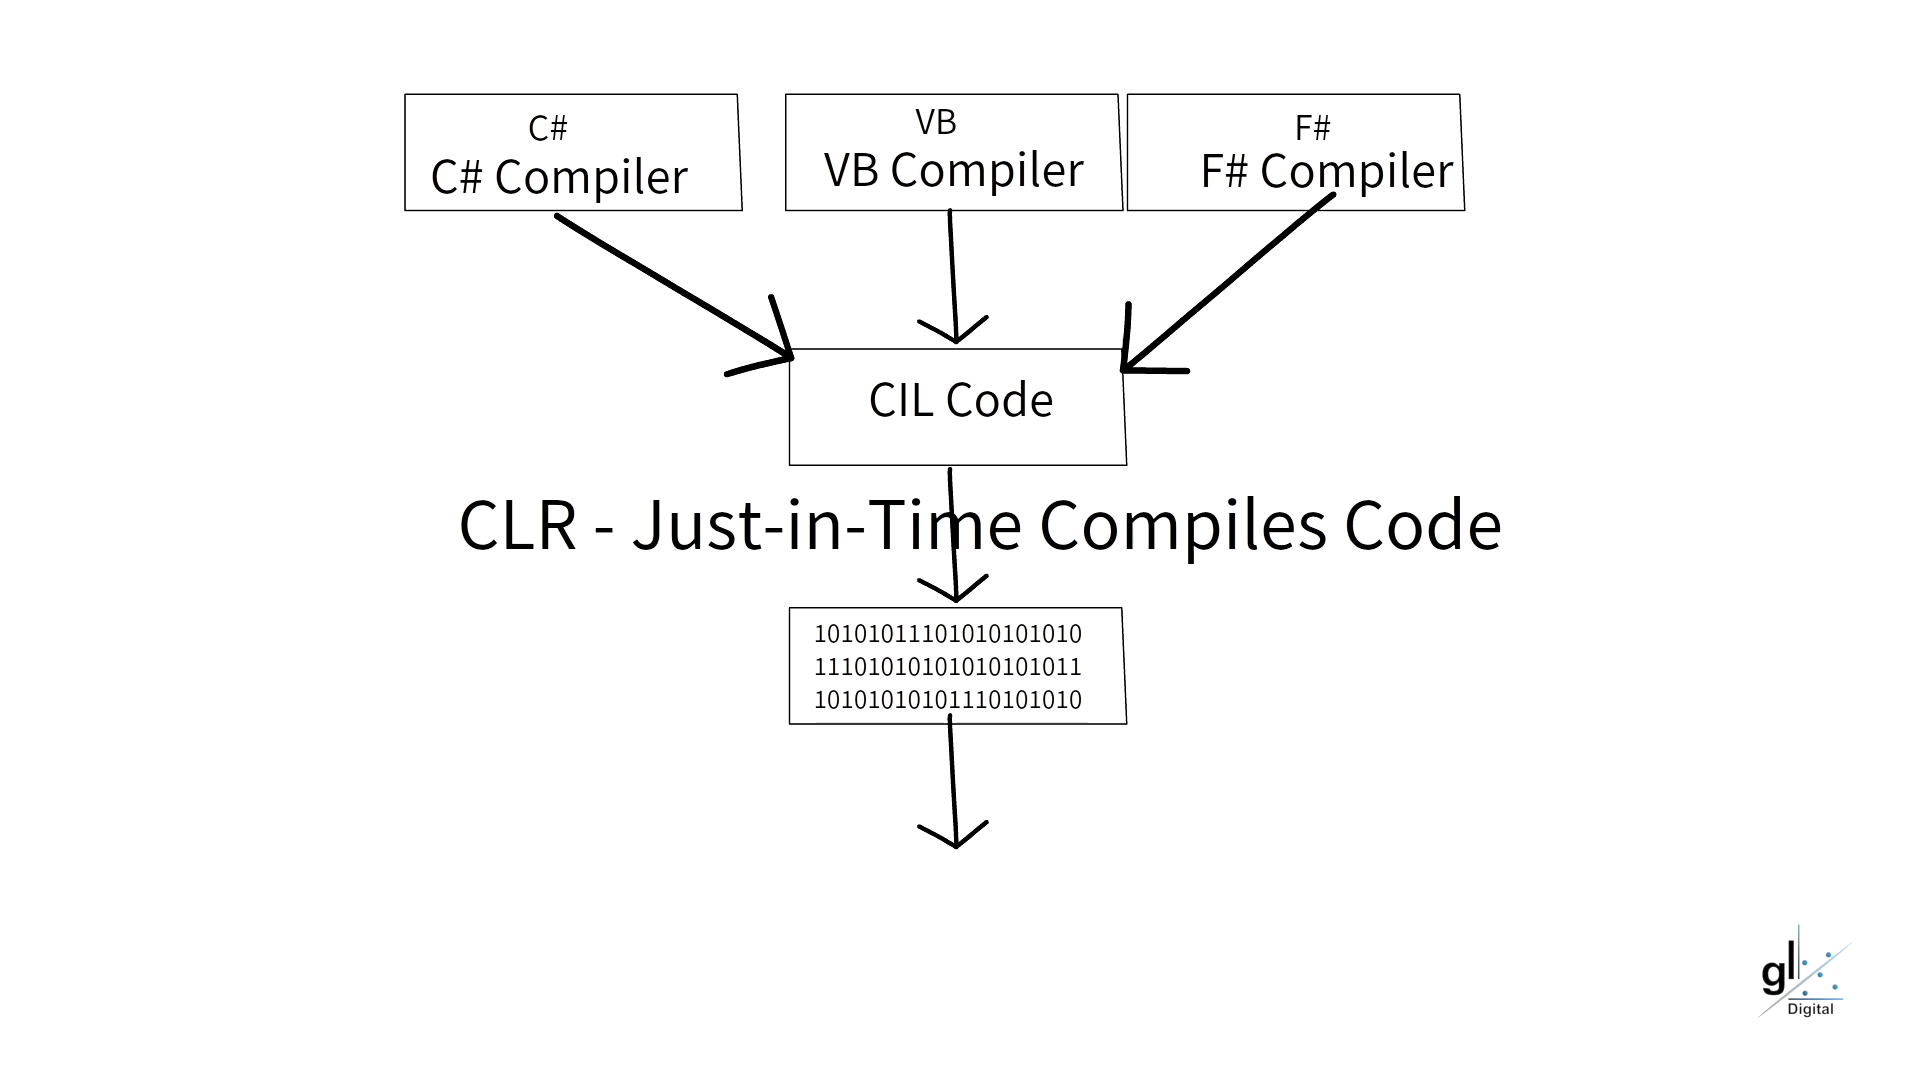 C#
C# Compiler
VB
VB Compiler
F#
F# Compiler
CIL Code
CLR - Just-in-Time Compiles Code
10101011101010101010
11101010101010101011
10101010101110101010
gl
Digital